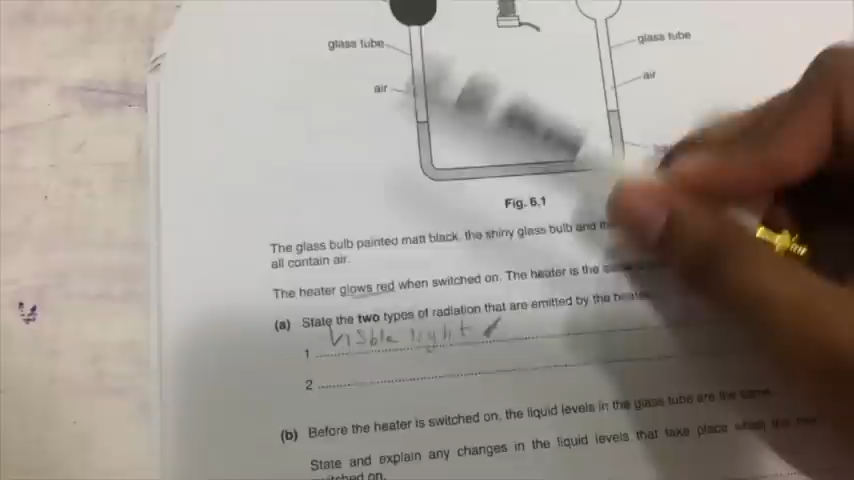 glass tube
glass tube
air
air
Fig. 6.1
The glass bulb painted matt black, the shiny glass bulb and
all contain air.
The heater glows red when switched on. The heater is the
(a) State the two types of radiation that are emitted by the heater
1 Visble light
2
(b) Before the heater is switched on, the liquid levels in the glass tube are the same.
State and explain any changes in the liquid levels that take place when the
switched on.